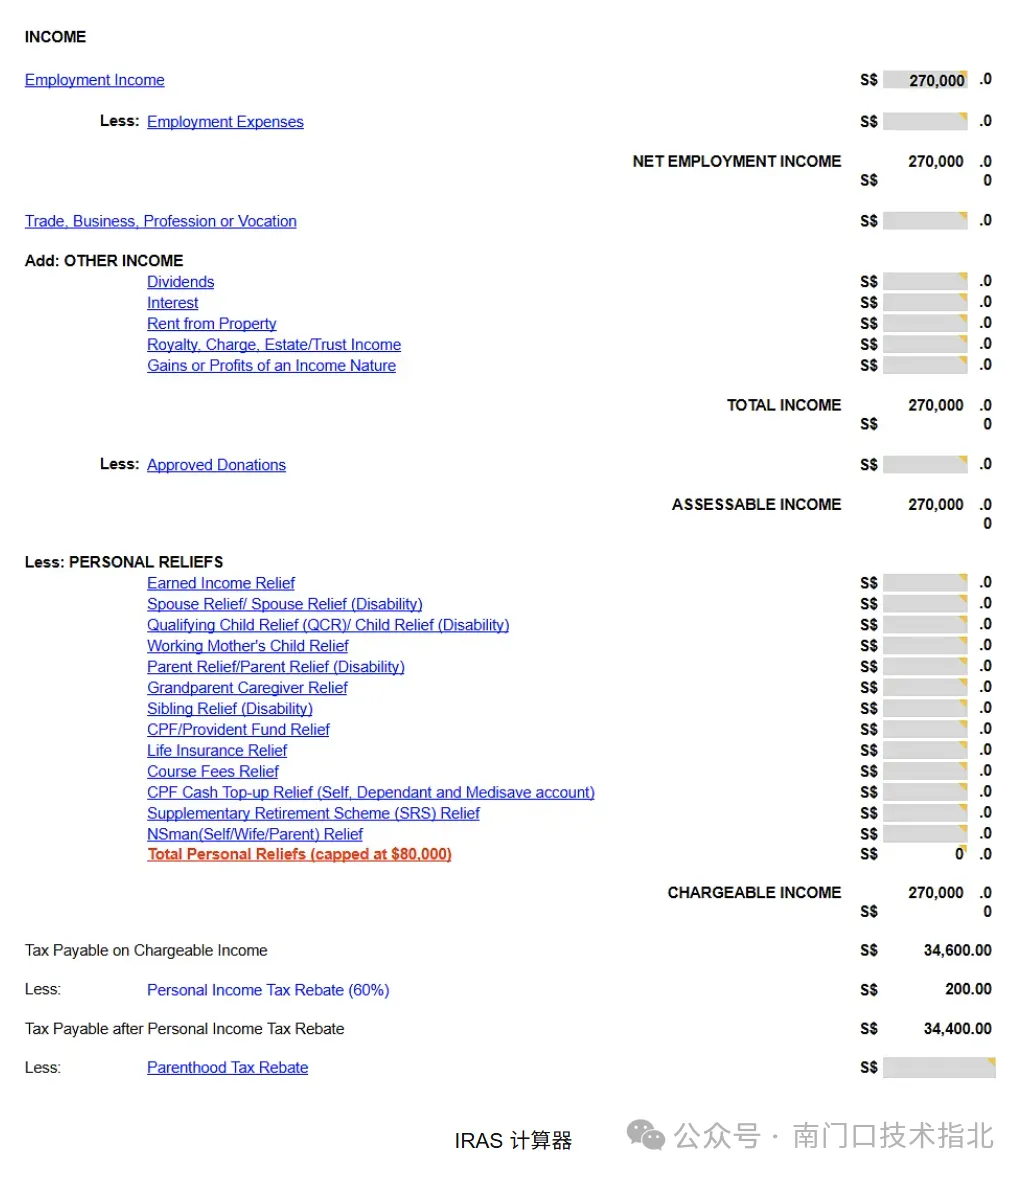 INCOME
Employment Income S$ 270,000 .0
Less: Employment Expenses S$ .0
NET EMPLOYMENT INCOME 270,000 .0
S$ 0
Trade, Business, Profession or Vocation S$ .0
Add: OTHER INCOME
Dividends S$ .0
Interest S$ .0
Rent from Property S$ .0
Royalty, Charge, Estate/Trust Income S$ .0
Gains or Profits of an Income Nature S$ .0
TOTAL INCOME 270,000 .0
S$ 0
Less: Approved Donations S$ .0
ASSESSABLE INCOME 270,000 .0
0
Less: PERSONAL RELIEFS
Earned Income Relief S$ .0
Spouse Relief/ Spouse Relief (Disability) S$ .0
Qualifying Child Relief (QCR)/ Child Relief (Disability) S$ .0
Working Mother's Child Relief S$ .0
Parent Relief/Parent Relief (Disability) S$ .0
Grandparent Caregiver Relief S$ .0
Sibling Relief (Disability) S$ .0
CPF/Provident Fund Relief S$ .0
Life Insurance Relief S$ .0
Course Fees Relief S$ .0
CPF Cash Top-up Relief (Self, Dependant and Medisave account) S$ .0
Supplementary Retirement Scheme (SRS) Relief S$ .0
NSman(Self/Wife/Parent) Relief S$ .0
Total Personal Reliefs (capped at $80,000) S$ 0 .0
CHARGEABLE INCOME 270,000 .0
S$ 0
Tax Payable on Chargeable Income S$ 34,600.00
Less: Personal Income Tax Rebate (60%) S$ 200.00
Tax Payable after Personal Income Tax Rebate S$ 34,400.00
Less: Parenthood Tax Rebate S$
IRAS 计算器
公众号 · 南门口技术指北